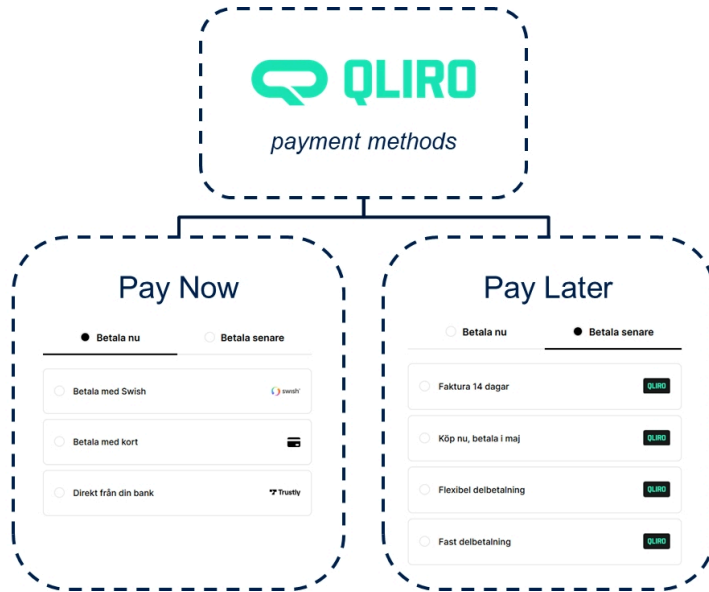 QLIRO
payment methods
Pay Now
Betala nu
Betala senare
Betala med Swish
swish
Betala med kort
Direkt från din bank
Trustly
Pay Later
Betala nu
Betala senare
Faktura 14 dagar
QLIRO
Köp nu, betala i maj
QLIRO
Flexibel delbetalning
QLIRO
Fast delbetalning
QLIRO